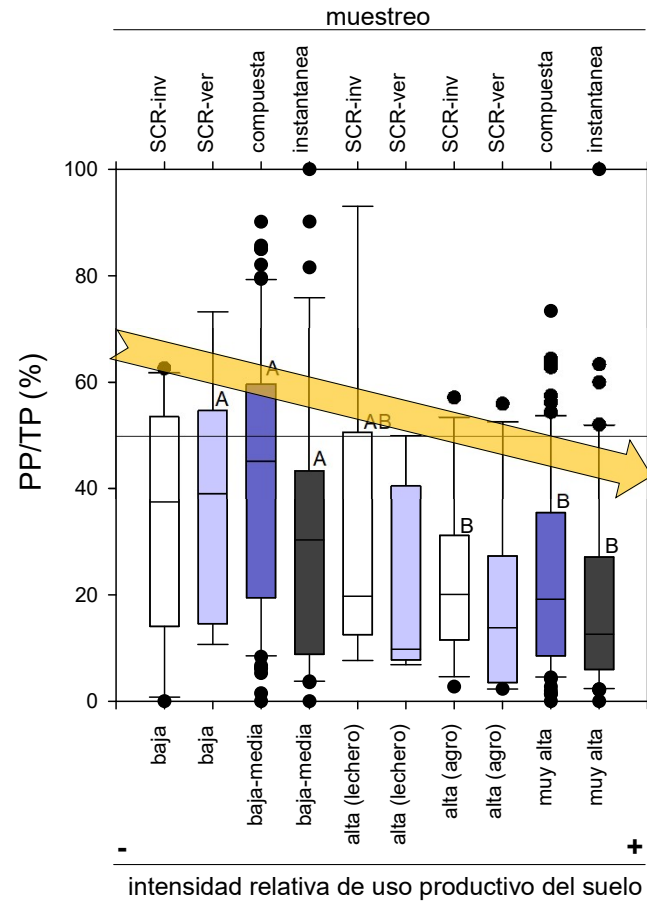 muestreo
SCR-inv
SCR-ver
compuesta
instantanea
SCR-inv
SCR-ver
SCR-inv
SCR-ver
compuesta
instantanea
PP/TP (%)
100
80
60
40
20
0
A
A
A
AB
B
B
B
baja
baja
baja-media
baja-media
alta (lechero)
alta (lechero)
alta (agro)
alta (agro)
muy alta
muy alta
- +
intensidad relativa de uso productivo del suelo